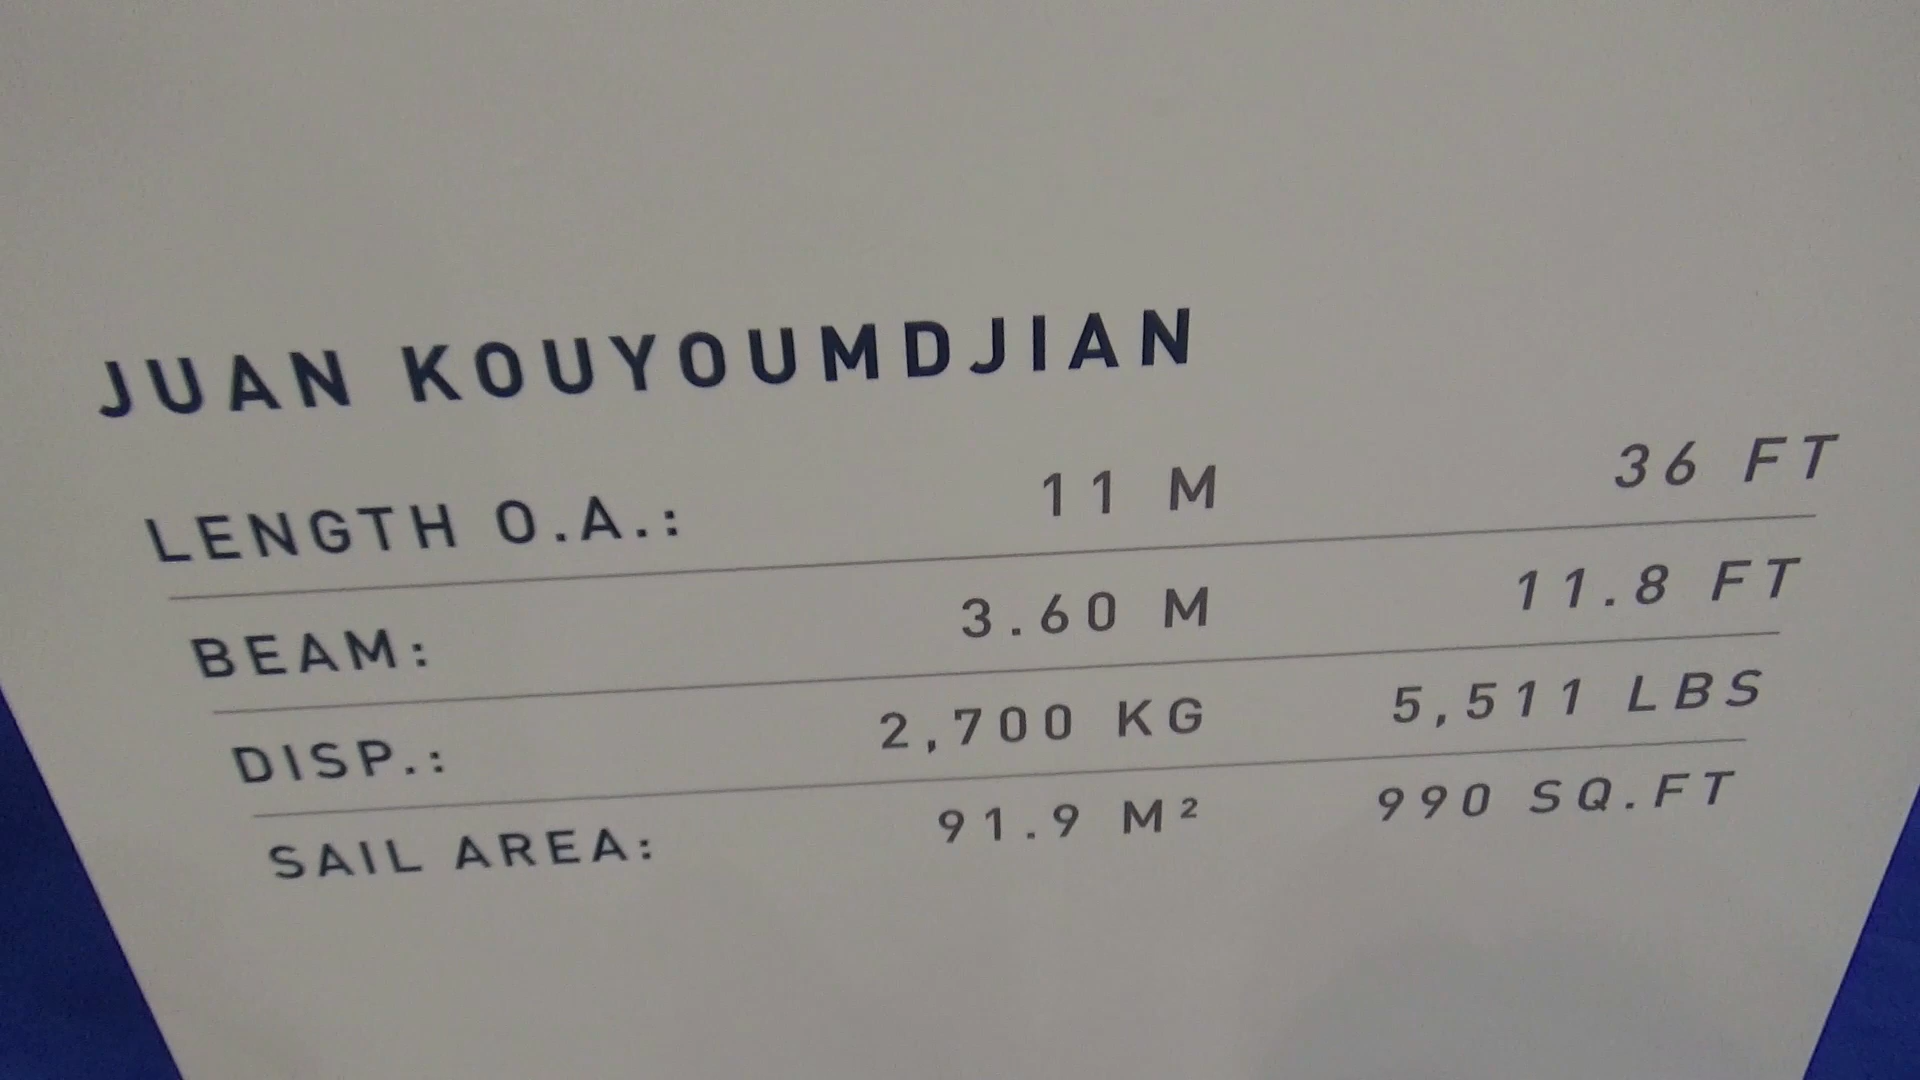 JUAN KOUYOUMDJIAN
LENGTH O.A.: 11 M 36 FT
BEAM: 3.60 M 11.8 FT
DISP.: 2,700 KG 5,511 LBS
SAIL AREA: 91.9 M² 990 SQ.FT